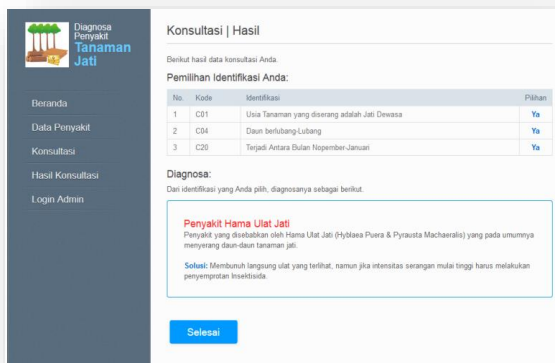 Diagnosa
Penyakit
Tanaman
Jati
Beranda
Data Penyakit
Konsultasi
Hasil Konsultasi
Login Admin
Konsultasi | Hasil
Berikut hasil data konsultasi Anda.
Pemilihan Identifikasi Anda:
No. Kode Identifikasi Pilihan
1 C01 Usia Tanaman yang diserang adalah Jati Dewasa Ya
2 C04 Daun berlubang-Lubang Ya
3 C20 Terjadi Antara Bulan Nopember-Januari Ya
Diagnosa:
Dari identifikasi yang Anda pilih, diagnosanya sebagai berikut.
Penyakit Hama Ulat Jati
Penyakit yang disebabkan oleh Hama Ulat Jati (Hyblaea Puera & Pyrausta Machaeralis) yang pada umumnya
menyerang daun-daun tanaman jati.
Solusi: Membunuh langsung ulat yang terlihat, namun jika intensitas serangan mulai tinggi harus melakukan
penyemprotan Insektisida.
Selesai